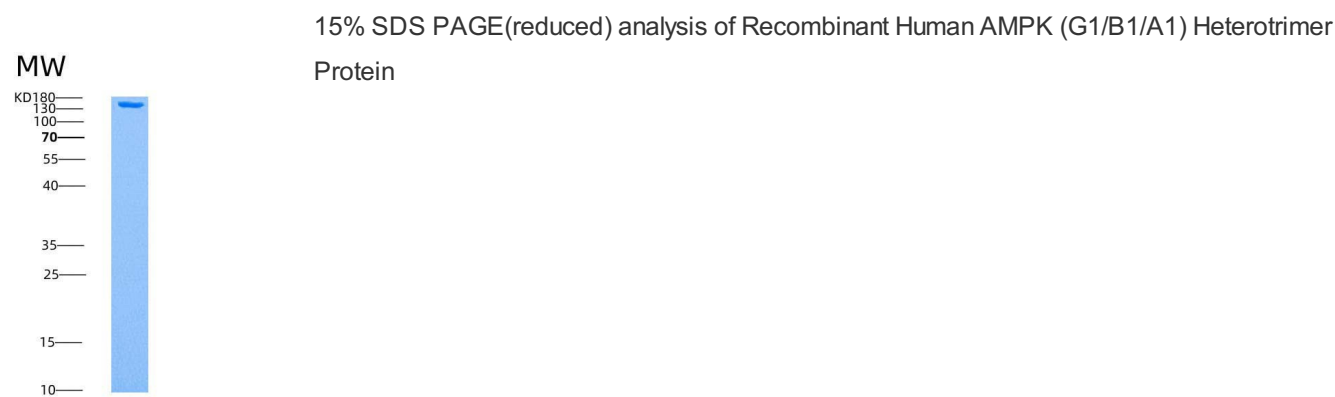 15% SDS PAGE(reduced) analysis of Recombinant Human AMPK (G1/B1/A1) Heterotrimer
Protein
MW
KD180
130
100
70
55
40
35
25
15
10